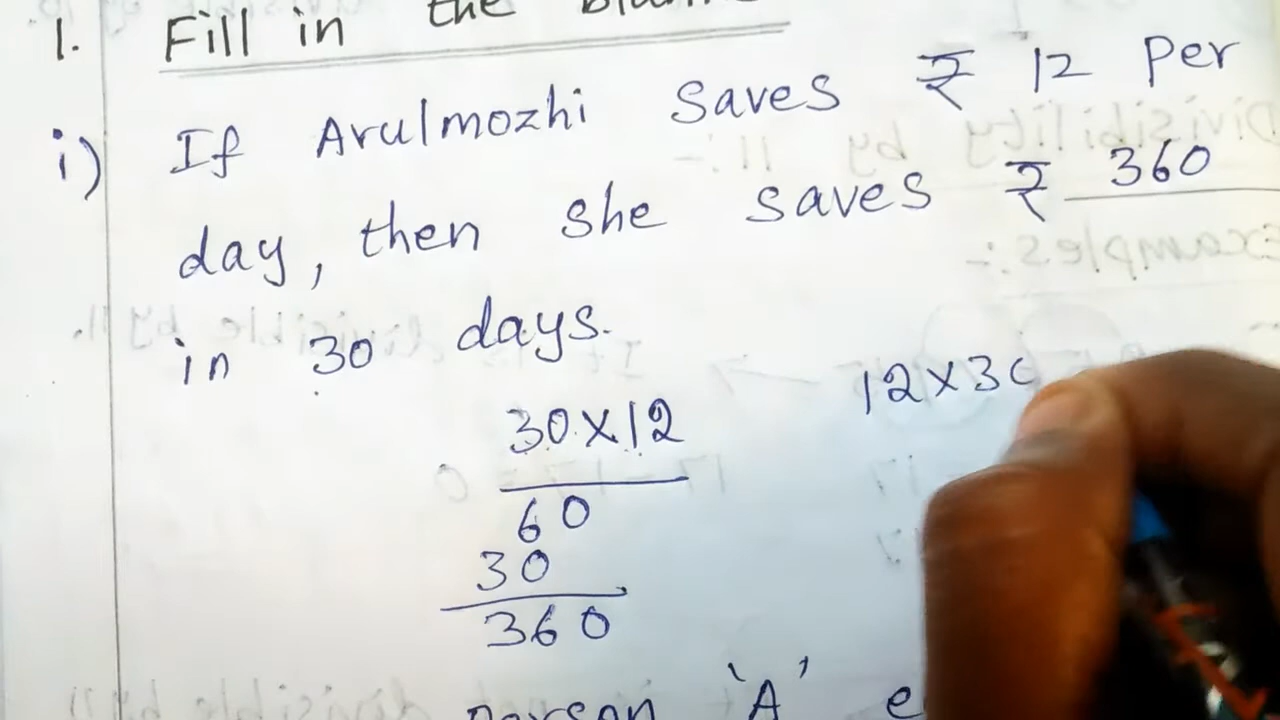 1. Fill in the
i) If Arulmozhi saves ₹ 12 Per
day, then she saves ₹ 360
in 30 days.
30×12
60
30
360
12×30
person 'A' e